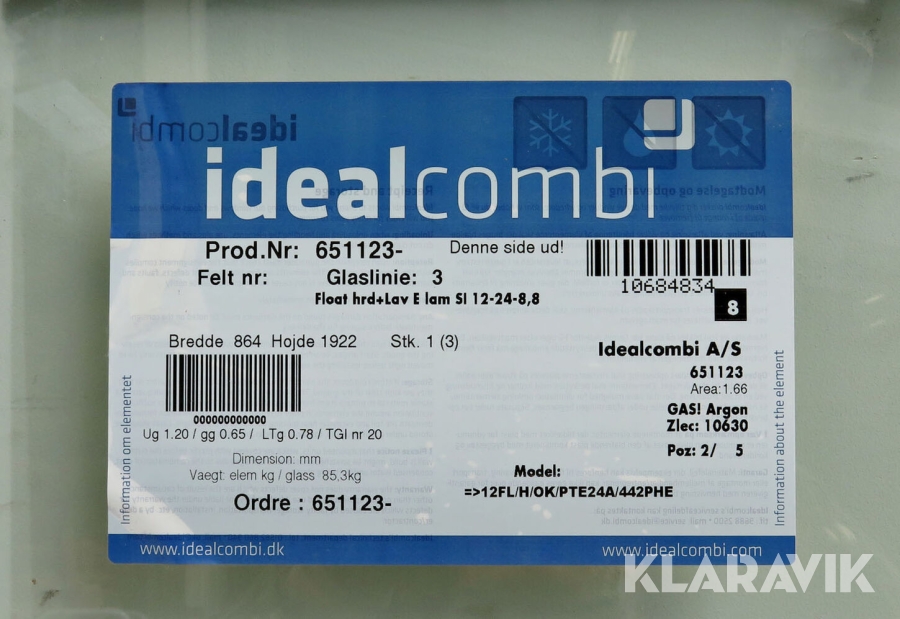 idealcombi
idealcombi
Prod.Nr: 651123-
Denne side ud!
Felt nr:
Glaslinie: 3
Float hrd+Lav E lam SI 12-24-8,8
10684834
8
Bredde 864 Hojde 1922 Stk. 1 (3)
Idealcombi A/S
651123
Area:1.66
000000000000
GAS! Argon
Ug 1.20 / gg 0.65 / LTg 0.78 / TGI nr 20
Zlec: 10630
Dimension: mm
Poz: 2/ 5
Vaegt: elem kg / glass 85,3kg
Model:
=>12FL/H/OK/PTE24A/442PHE
Ordre : 651123-
Information om elementet
Information about the element
www.idealcombi.dk
www.idealcombi.com
KLARAVIK